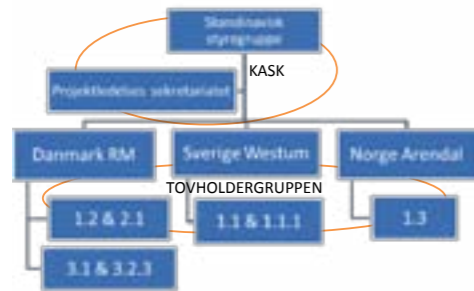 Skandinavisk
styregruppe
KASK
Projektledelses sekretariatet
Danmark RM
Sverige Westum
Norge Arendal
TOVHOLDERGRUPPEN
1.2 & 2.1
1.1 & 1.1.1
1.3
3.1 & 3.2.3